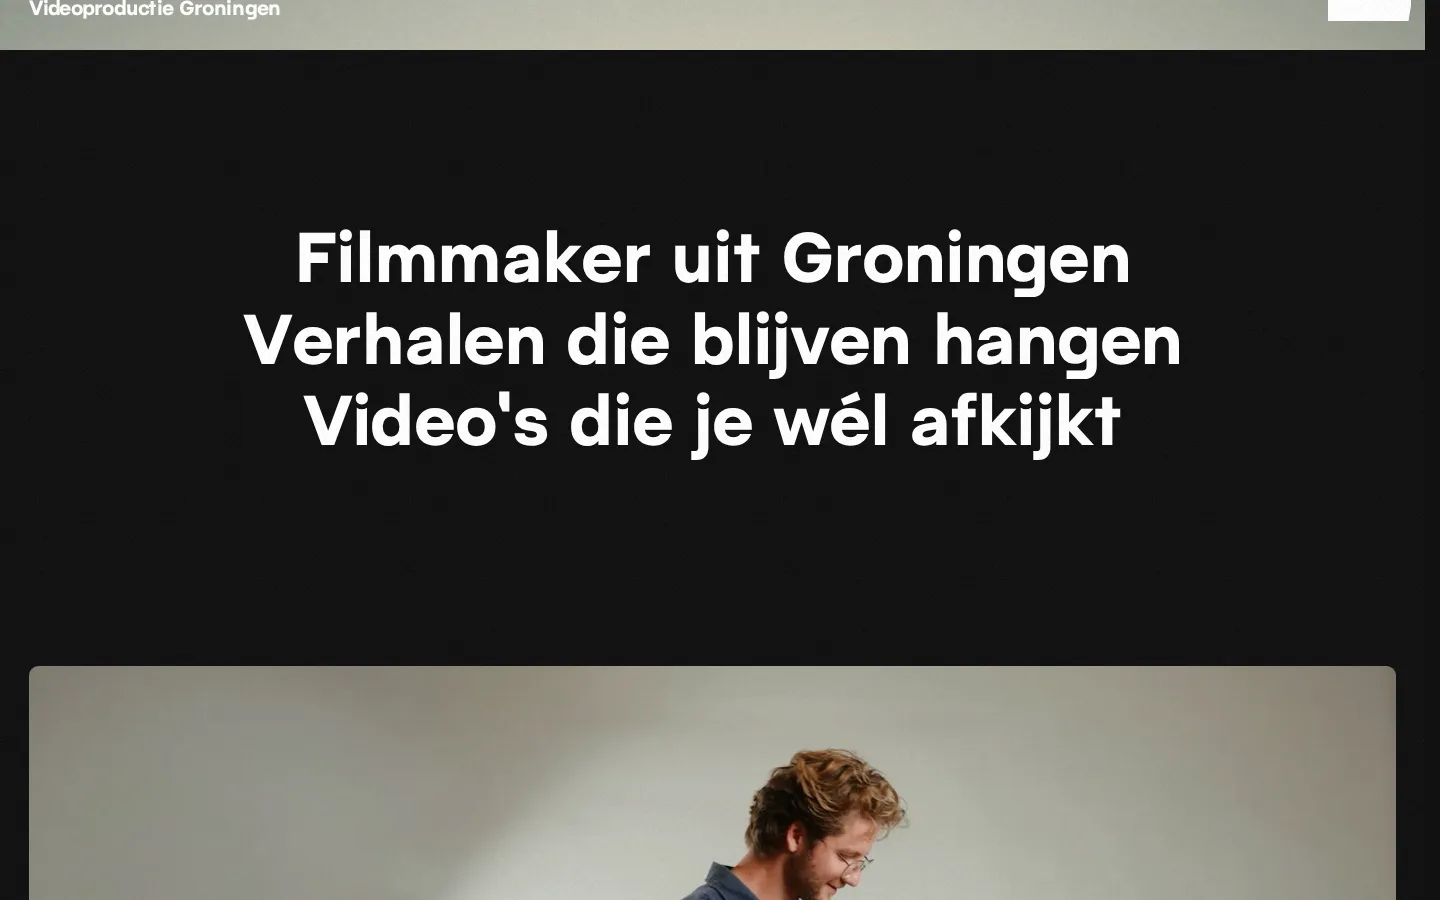 Videoproductie Groningen
Filmmaker uit Groningen
Verhalen die blijven hangen
Video's die je wél afkijkt